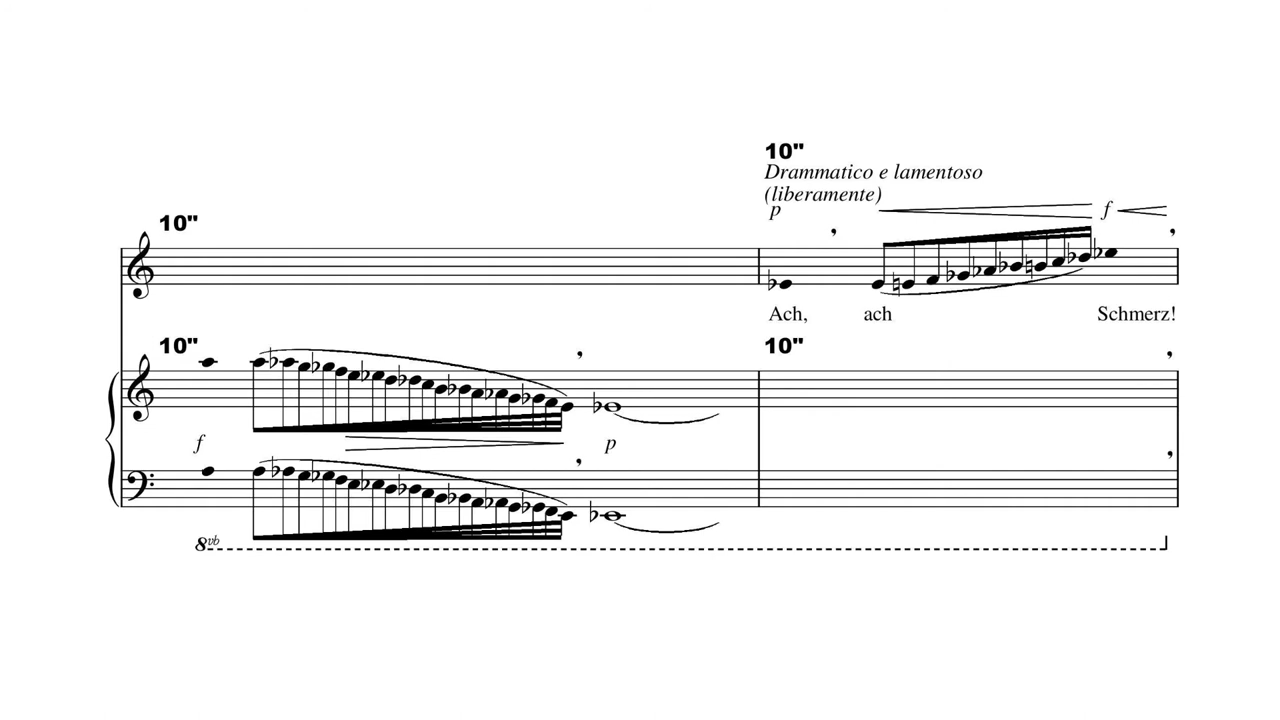 10"
Drammatico e lamentoso
(liberamente)
p
f
10"
Ach, ach Schmerz!
10"
10"
f
p
8vb